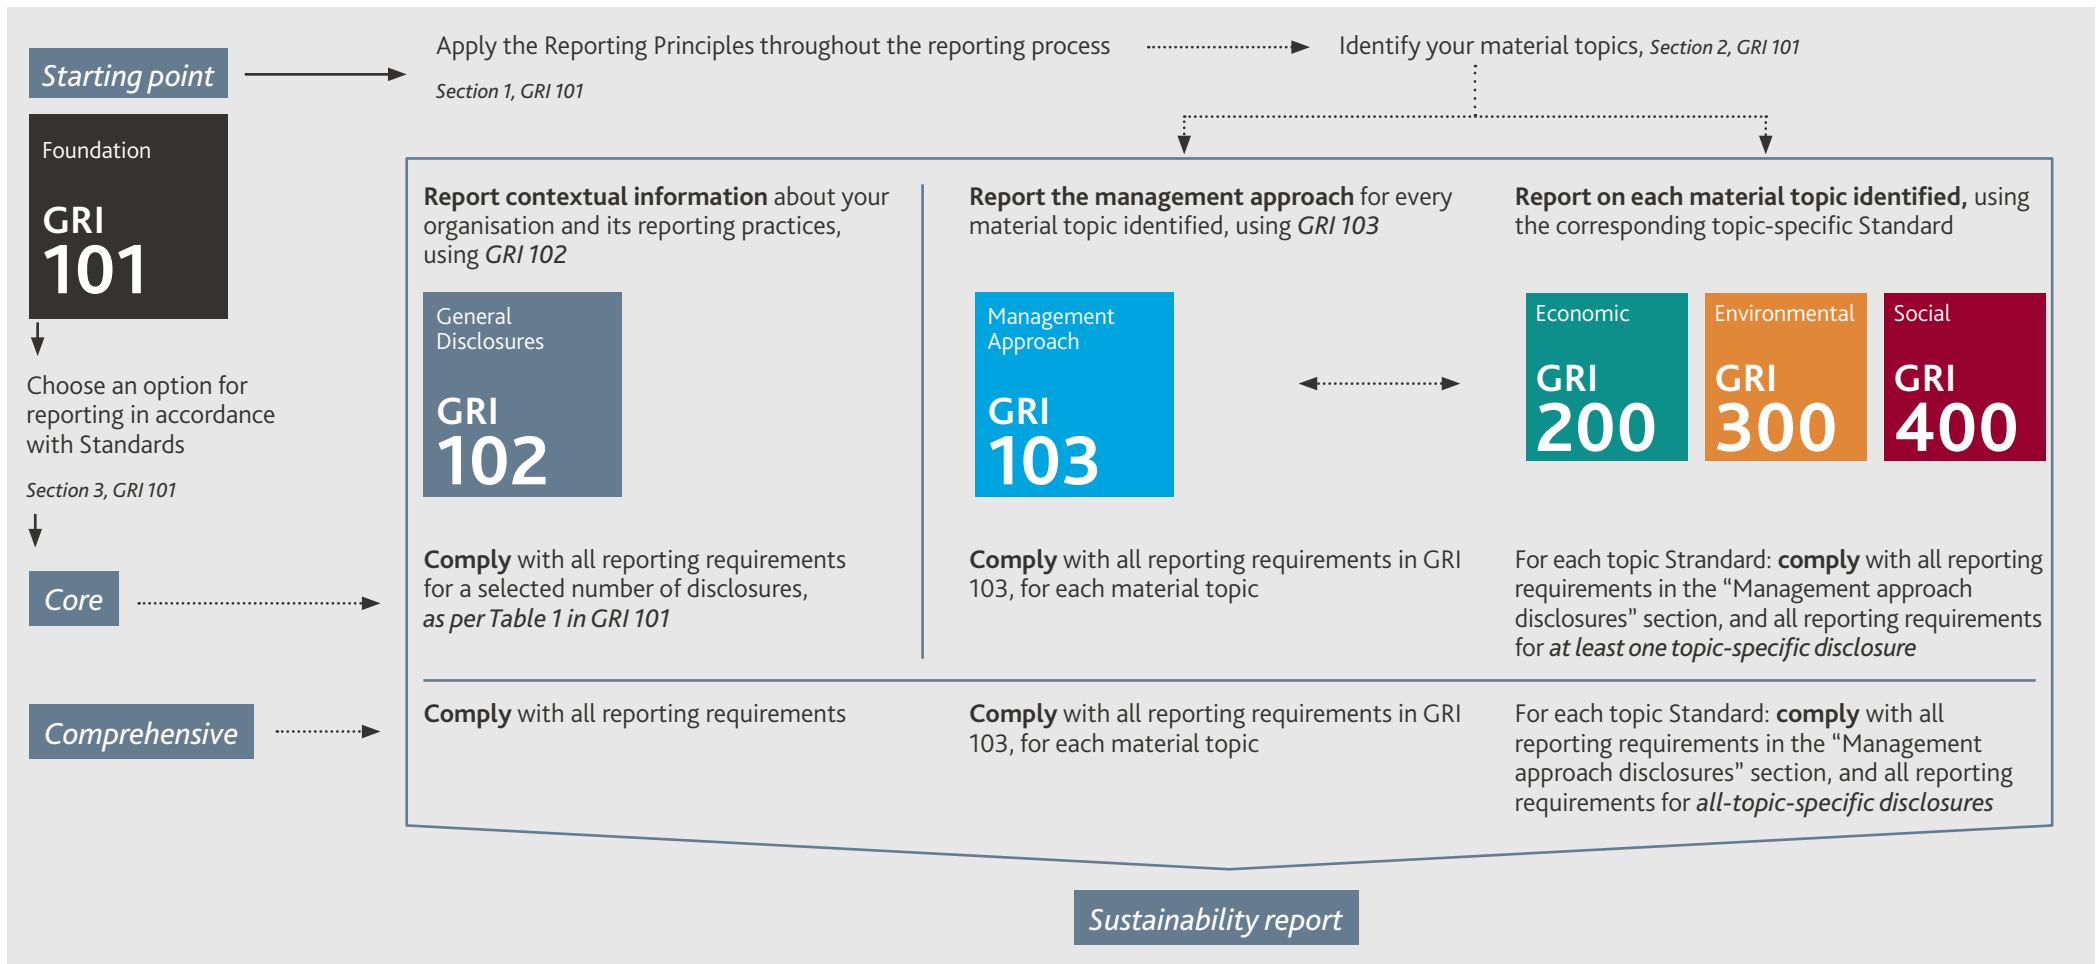 Starting point
Apply the Reporting Principles throughout the reporting process
Section 1, GRI 101
Identify your material topics, Section 2, GRI 101
Foundation
GRI
101
Choose an option for
reporting in accordance
with Standards
Section 3, GRI 101
Report contextual information about your
organisation and its reporting practices,
using GRI 102
General
Disclosures
GRI
102
Report the management approach for every
material topic identified, using GRI 103
Management
Approach
GRI
103
Report on each material topic identified, using
the corresponding topic-specific Standard
Economic
GRI
200
Environmental
GRI
300
Social
GRI
400
Core
Comply with all reporting requirements
for a selected number of disclosures,
as per Table 1 in GRI 101
Comply with all reporting requirements in GRI
103, for each material topic
For each topic Strandard: comply with all reporting
requirements in the “Management approach
disclosures” section, and all reporting requirements
for at least one topic-specific disclosure
Comprehensive
Comply with all reporting requirements
Comply with all reporting requirements in GRI
103, for each material topic
For each topic Standard: comply with all
reporting requirements in the “Management
approach disclosures” section, and all reporting
requirements for all-topic-specific disclosures
Sustainability report